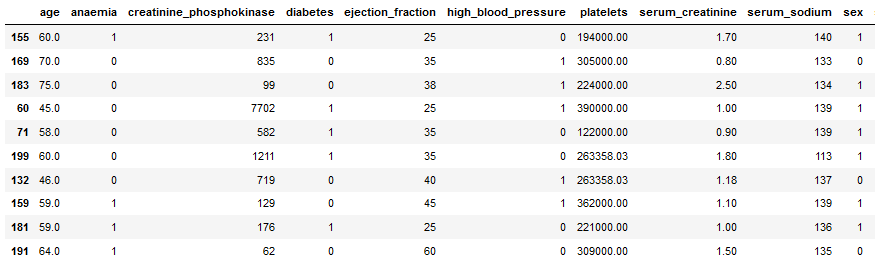 age anaemia creatinine_phosphokinase diabetes ejection_fraction high_blood_pressure platelets serum_creatinine serum_sodium sex
155 60.0 1 231 1 25 0 194000.00 1.70 140 1
169 70.0 0 835 0 35 1 305000.00 0.80 133 0
183 75.0 0 99 0 38 1 224000.00 2.50 134 1
60 45.0 0 7702 1 25 1 390000.00 1.00 139 1
71 58.0 0 582 1 35 0 122000.00 0.90 139 1
199 60.0 0 1211 1 35 0 263358.03 1.80 113 1
132 46.0 0 719 0 40 1 263358.03 1.18 137 0
159 59.0 1 129 0 45 1 362000.00 1.10 139 1
181 59.0 1 176 1 25 0 221000.00 1.00 136 1
191 64.0 1 62 0 60 0 309000.00 1.50 135 0